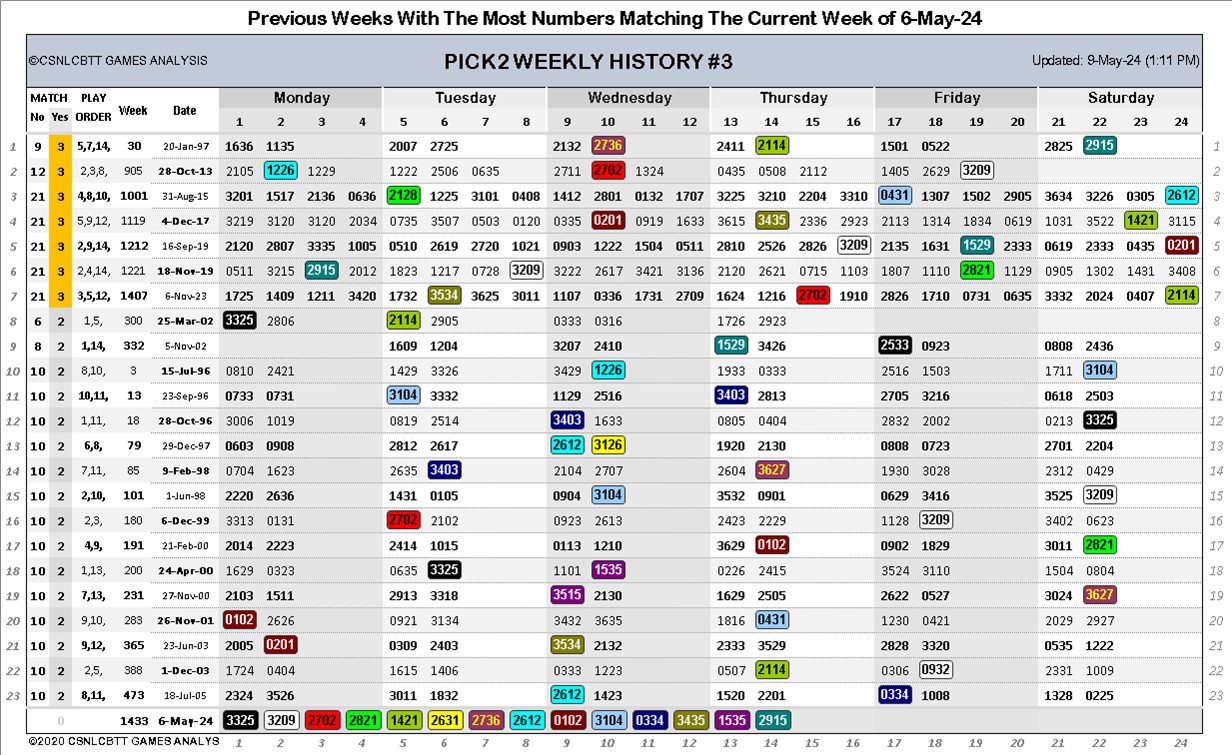 Previous Weeks With The Most Numbers Matching The Current Week of 6-May-24
©CSNLCBTT GAMES ANALYSIS PICK2 WEEKLY HISTORY #3 Updated: 9-May-24 (1:11 PM)
MATCH PLAY Week Date Monday Tuesday Wednesday Thursday Friday Saturday
No Yes ORDER 1 2 3 4 5 6 7 8 9 10 11 12 13 14 15 16 17 18 19 20 21 22 23 24
1 9 3 5,7,14, 30 20-Jan-97 1636 1135 2007 2725 2132 2736 2411 2114 1501 0522 2825 2915 1
2 12 3 2,3,8, 905 28-Oct-13 2105 1226 1229 1222 2506 0635 2711 2702 1324 0435 0508 2112 1405 2629 3209 2
3 21 3 4,8,10, 1001 31-Aug-15 3201 1517 2136 0636 2128 1225 3101 0408 1412 2801 0132 1707 3225 3210 2204 3310 0431 1307 1502 2905 3634 3226 0305 2612 3
4 21 3 5,9,12, 1119 4-Dec-17 3219 3120 3120 2034 0735 3507 0503 0120 0335 0201 0919 1633 3615 3435 2336 2923 2113 1314 1834 0619 1031 3522 1421 3115 4
5 21 3 2,9,14, 1212 16-Sep-19 2120 2807 3335 1005 0510 2619 2720 1021 0903 1222 1504 0511 2810 2526 2826 3209 2135 1631 1529 2333 0619 2333 0435 0201 5
6 21 3 2,4,14, 1221 18-Nov-19 0511 3215 2915 2012 1823 1217 0728 3209 3222 2617 3421 3136 2120 2621 0715 1103 1807 1110 2821 1129 0905 1302 1431 3408 6
7 21 3 3,5,12, 1407 6-Nov-23 1725 1409 1211 3420 1732 3534 3625 3011 1107 0336 1731 2709 1624 1216 2702 1910 2826 1710 0731 0635 3332 2024 0407 2114 7
8 6 2 1,5, 300 25-Mar-02 3325 2806 2114 2905 0333 0316 1726 2923 8
9 8 2 1,14, 332 5-Nov-02 1609 1204 3207 2410 1529 3426 2533 0923 0808 2436 9
10 10 2 8,10, 3 15-Jul-96 0810 2421 1429 3326 3429 1226 1933 0333 2516 1503 1711 3104 10
11 10 2 10,11, 13 23-Sep-96 0733 0731 3104 3332 1129 2516 3403 2813 2705 3216 0618 2503 11
12 10 2 1,11, 18 28-Oct-96 3006 1019 0819 2514 3403 1633 0805 0404 2832 2002 0213 3325 12
13 10 2 6,8, 79 29-Dec-97 0603 0908 2812 2617 2612 3126 1920 2130 0808 0723 2701 2204 13
14 10 2 7,11, 85 9-Feb-98 0704 1623 2635 3403 2104 2707 2604 3627 1930 3028 2312 0429 14
15 10 2 2,10, 101 1-Jun-98 2220 2636 1431 0105 0904 3104 3532 0901 0629 3416 3525 3209 15
16 10 2 2,3, 180 6-Dec-99 3313 0131 2702 2102 0923 2613 2423 2229 1128 3209 3402 0623 16
17 10 2 4,9, 191 21-Feb-00 2014 2223 2414 1015 0113 1210 3629 0102 0902 1829 3011 2821 17
18 10 2 1,13, 200 24-Apr-00 1629 0323 0635 3325 1101 1535 0226 2415 3524 3110 1504 0804 18
19 10 2 7,13, 231 27-Nov-00 2103 1511 2913 3318 3515 2130 1629 2505 2622 0527 3024 3627 19
20 10 2 9,10, 283 26-Nov-01 0102 2626 0921 3134 3432 3635 1816 0431 1230 0421 2029 2927 20
21 10 2 9,12, 365 23-Jun-03 2005 0201 0309 2403 3534 2132 2333 3529 2828 3320 0535 1222 21
22 10 2 2,5, 388 1-Dec-03 1724 0404 1615 1406 0333 1223 0507 2114 0306 0932 2331 1009 22
23 10 2 8,11, 473 18-Jul-05 2324 3526 3011 1832 2612 1423 1520 2201 0334 1008 1328 0225 23
0 1433 6-May-24 3325 3209 2702 2821 1421 2631 2736 2612 0102 3104 0334 3435 1535 2915
©2020 CSNLCBTT GAMES ANALYS 1 2 3 4 5 6 7 8 9 10 11 12 13 14 15 16 17 18 19 20 21 22 23 24